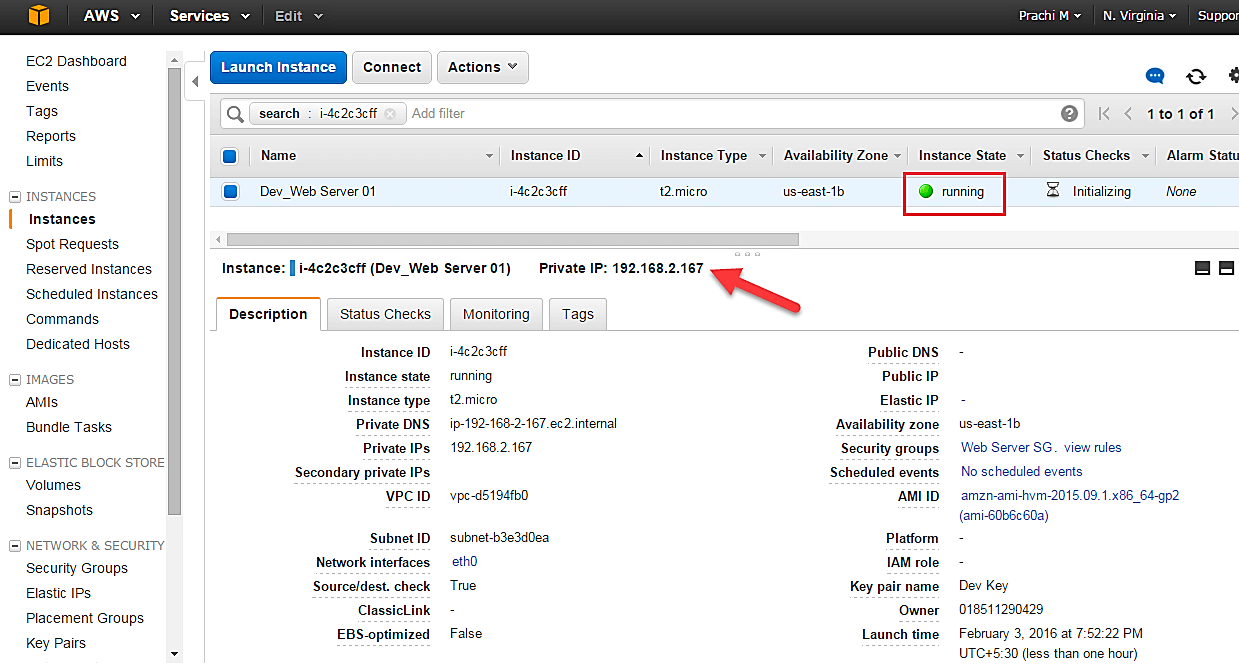 AWS Services Edit Prachi M N. Virginia Suppor
EC2 Dashboard
Events
Tags
Reports
Limits
INSTANCES
Instances
Spot Requests
Reserved Instances
Scheduled Instances
Commands
Dedicated Hosts
IMAGES
AMIs
Bundle Tasks
ELASTIC BLOCK STORE
Volumes
Snapshots
NETWORK & SECURITY
Security Groups
Elastic IPs
Placement Groups
Key Pairs
Launch Instance Connect Actions
search : i-4c2c3cff Add filter 1 to 1 of 1
Name Instance ID Instance Type Availability Zone Instance State Status Checks Alarm Statu
Dev_Web Server 01 i-4c2c3cff t2.micro us-east-1b running Initializing None
Instance: i-4c2c3cff (Dev_Web Server 01) Private IP: 192.168.2.167
Description Status Checks Monitoring Tags
Instance ID i-4c2c3cff
Instance state running
Instance type t2.micro
Private DNS ip-192-168-2-167.ec2.internal
Private IPs 192.168.2.167
Secondary private IPs
VPC ID vpc-d5194fb0
Subnet ID subnet-b3e3d0ea
Network interfaces eth0
Source/dest. check True
ClassicLink -
EBS-optimized False
Public DNS -
Public IP
Elastic IP -
Availability zone us-east-1b
Security groups Web Server SG. view rules
Scheduled events No scheduled events
AMI ID amzn-ami-hvm-2015.09.1.x86_64-gp2
(ami-60b6c60a)
Platform -
IAM role -
Key pair name Dev Key
Owner 018511290429
Launch time February 3, 2016 at 7:52:22 PM
UTC+5:30 (less than one hour)